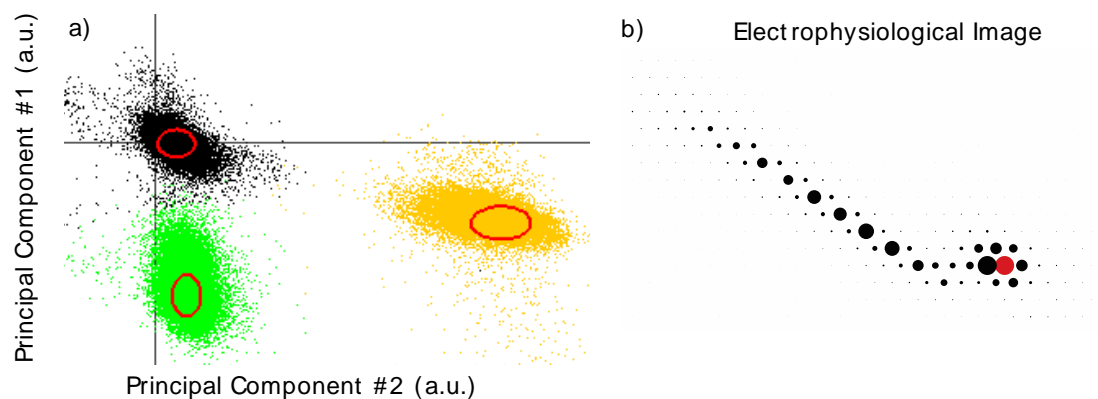 a)
Principal Component #1 (a.u.)
Principal Component #2 (a.u.)
b)
Elect rophysiological Image